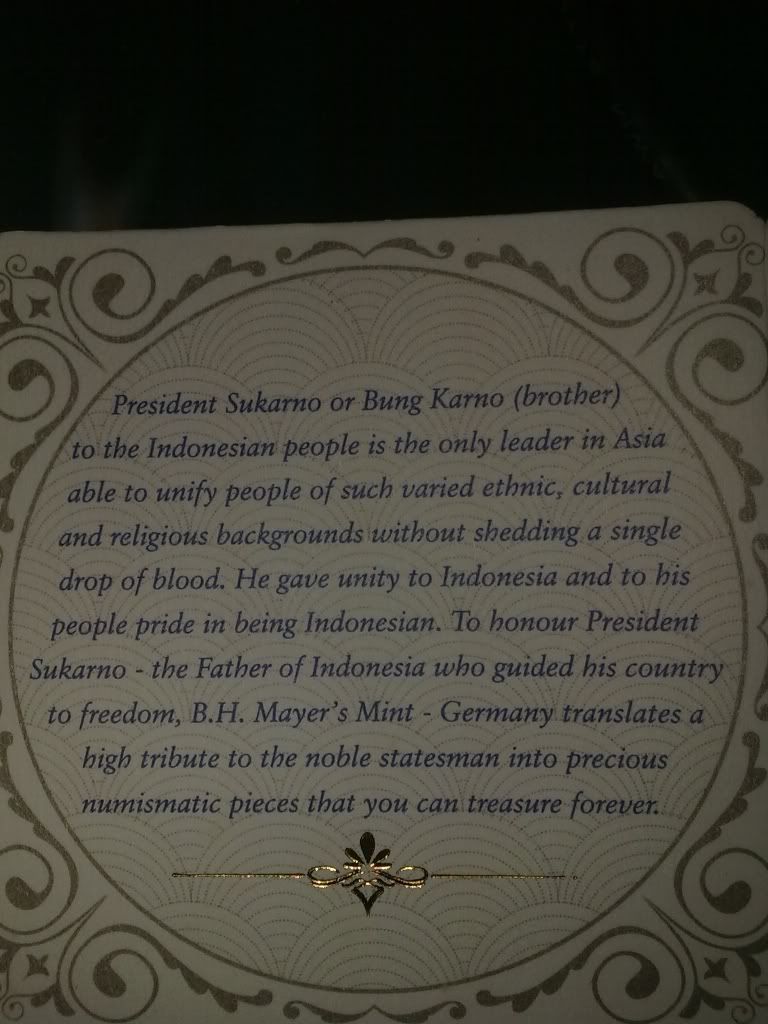 President Sukarno or Bung Karno (brother)
to the Indonesian people is the only leader in Asia
able to unify people of such varied ethnic, cultural
and religious backgrounds without shedding a single
drop of blood. He gave unity to Indonesia and to his
people pride in being Indonesian. To honour President
Sukarno - the Father of Indonesia who guided his country
to freedom, B.H. Mayer's Mint - Germany translates a
high tribute to the noble statesman into precious
numismatic pieces that you can treasure forever.